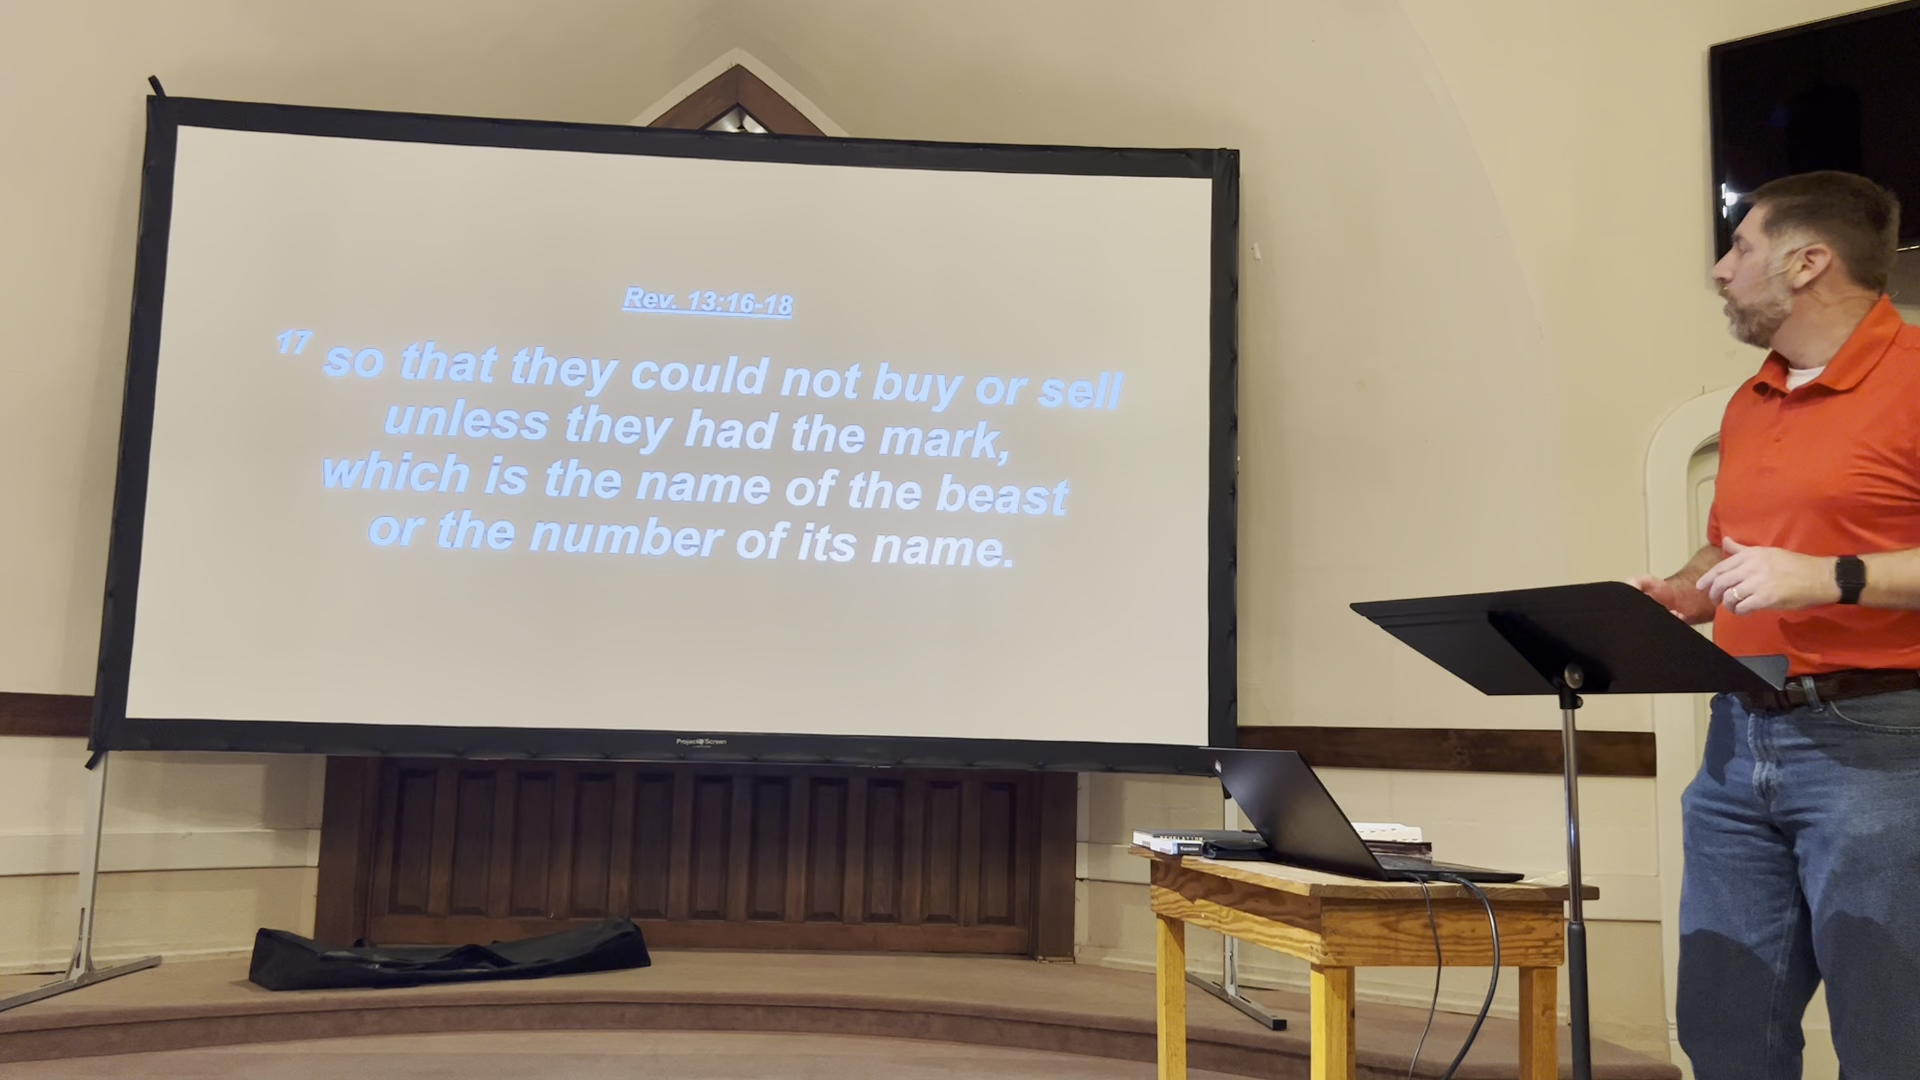 Rev. 13:16-18
17 so that they could not buy or sell
unless they had the mark,
which is the name of the beast
or the number of its name.
Project Screen
REVELATION